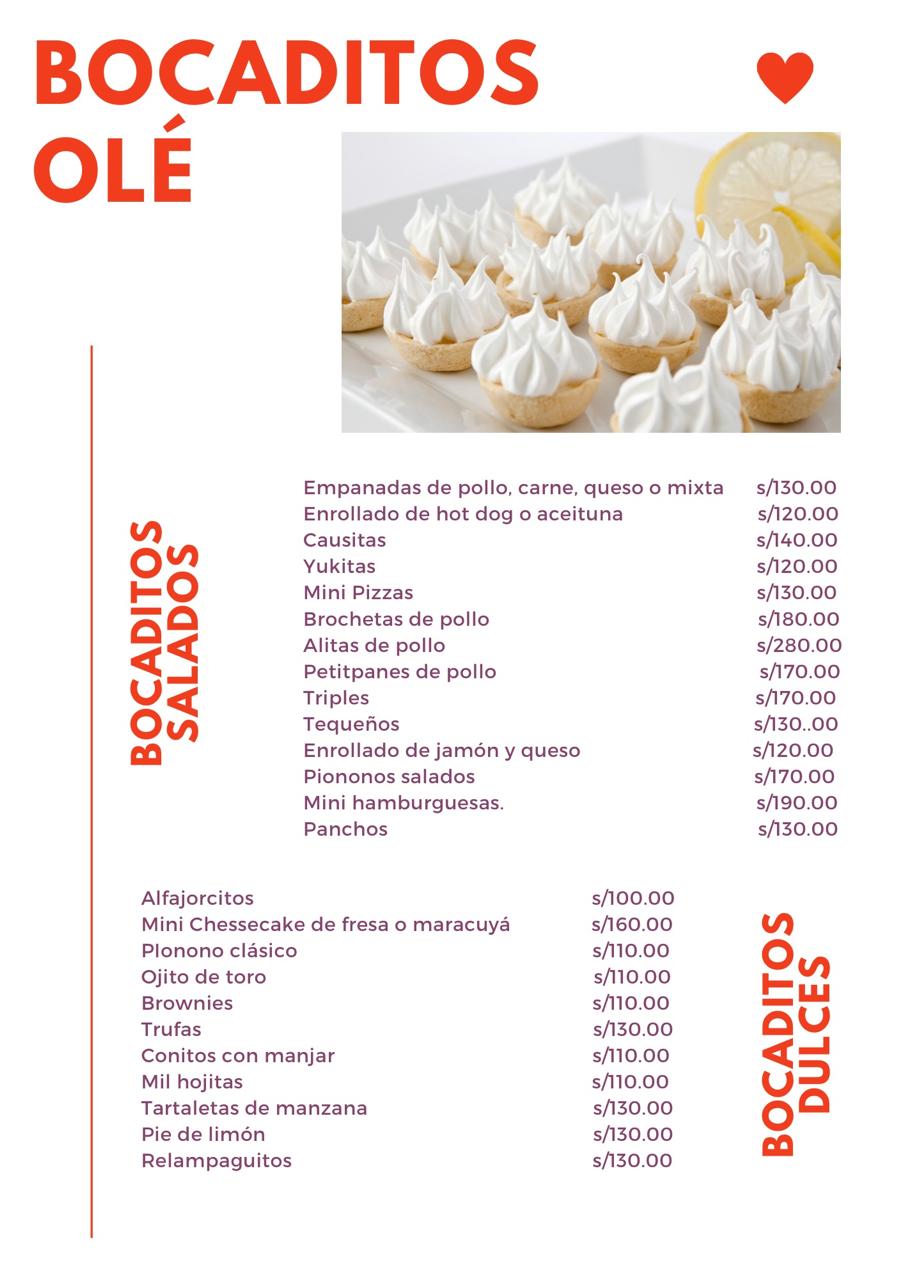 BOCADITOS
OLÉ
BOCADITOS
SALADOS
Empanadas de pollo, carne, queso o mixta s/130.00
Enrollado de hot dog o aceituna s/120.00
Causitas s/140.00
Yukitas s/120.00
Mini Pizzas s/130.00
Brochetas de pollo s/180.00
Alitas de pollo s/280.00
Petitpanes de pollo s/170.00
Triples s/170.00
Tequeños s/130..00
Enrollado de jamón y queso s/120.00
Piononos salados s/170.00
Mini hamburguesas. s/190.00
Panchos s/130.00
BOCADITOS
DULCES
Alfajorcitos s/100.00
Mini Chessecake de fresa o maracuyá s/160.00
PIonono clásico s/110.00
Ojito de toro s/110.00
Brownies s/110.00
Trufas s/130.00
Conitos con manjar s/110.00
Mil hojitas s/110.00
Tartaletas de manzana s/130.00
Pie de limón s/130.00
Relampaguitos s/130.00